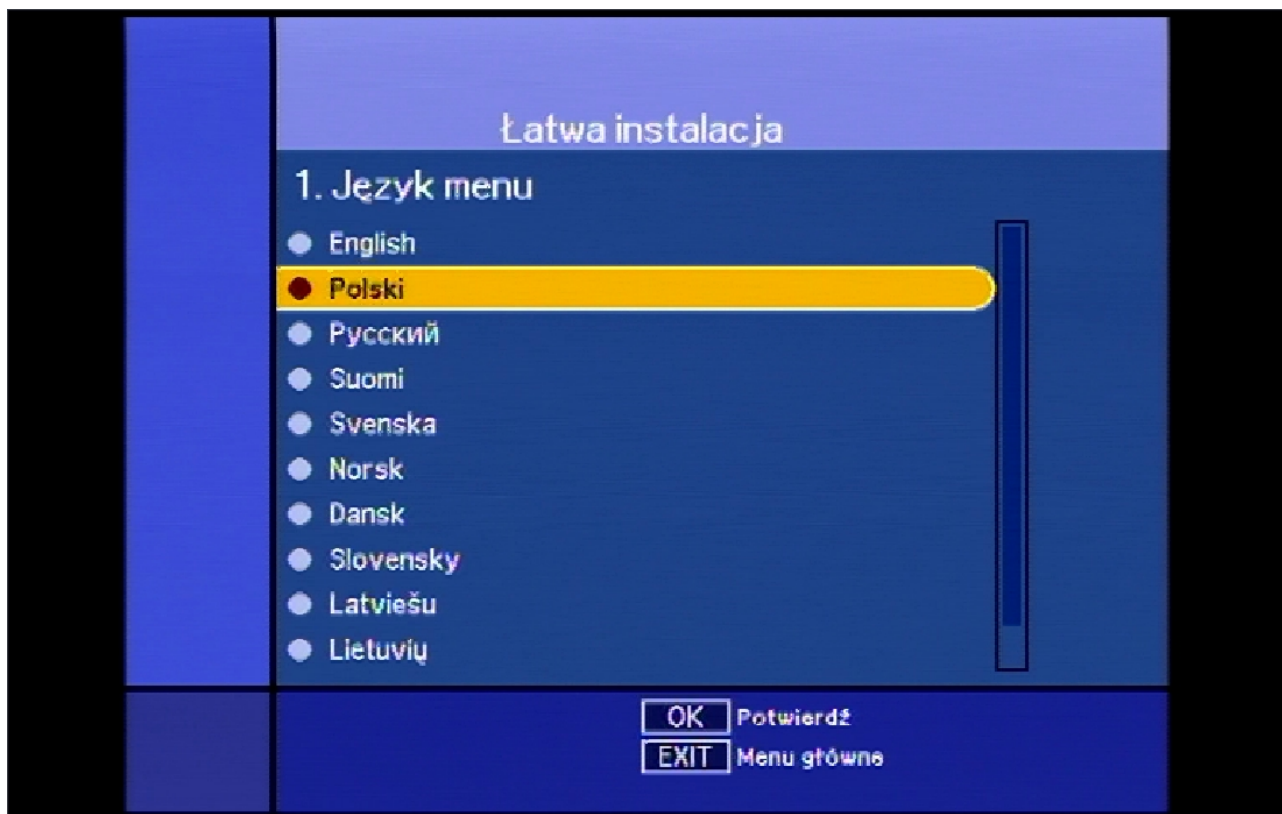 Łatwa instalacja
1. Język menu
English
Polski
Русский
Suomi
Svenska
Norsk
Dansk
Slovensky
Latviešu
Lietuvių
OK Potwierdź
EXIT Menu główne